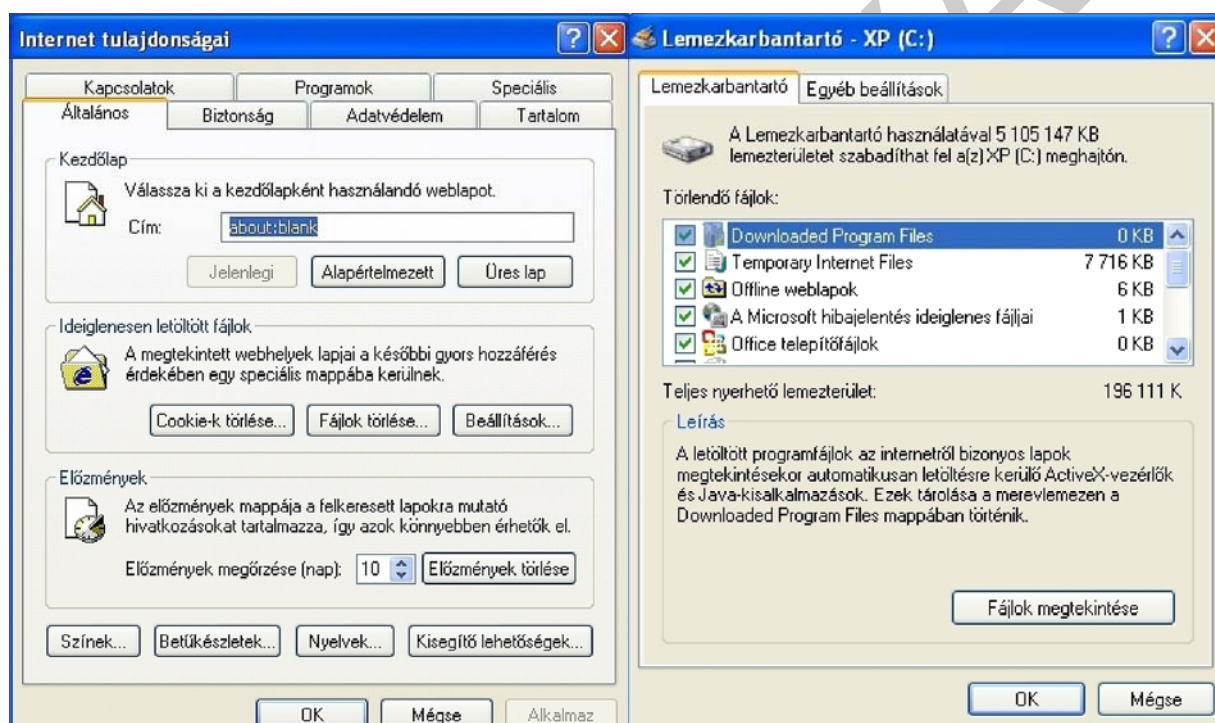 Internet tulajdonságai
Kapcsolatok Programok Speciális
Általános Biztonság Adatvédelem Tartalom
Kezdőlap
Válassza ki a kezdőlapként használandó weblapot.
Cím: about:blank
Jelenlegi Alapértelmezett Üres lap
Ideiglenesen letöltött fájlok
A megtekintett webhelyek lapjai a későbbi gyors hozzáférés
érdekében egy speciális mappába kerülnek.
Cookie-k törlése... Fájlok törlése... Beállítások...
Előzmények
Az előzmények mappája a felkeresett lapokra mutató
hivatkozásokat tartalmazza, így azok könnyebben érhetők el.
Előzmények megőrzése (nap): 10 Előzmények törlése
Színek... Betűkészletek... Nyelvek... Kisegítő lehetőségek...
OK Mégse Alkalmaz
Lemezkarbantartó - XP (C:)
Lemezkarbantartó Egyéb beállítások
A Lemezkarbantartó használatával 5 105 147 KB
lemezterületet szabadíthat fel a(z) XP (C:) meghajtón.
Törlendő fájlok:
Downloaded Program Files 0 KB
Temporary Internet Files 7 716 KB
Offline weblapok 6 KB
A Microsoft hibajelentés ideiglenes fájljai 1 KB
Office telepítőfájlok 0 KB
Teljes nyerhető lemezterület: 196 111 K
Leírás
A letöltött programfájlok az internetről bizonyos lapok
megtekintésekor automatikusan letöltésre kerülő ActiveX-vezérlők
és Java-kisalkalmazások. Ezek tárolása a merevlemezen a
Downloaded Program Files mappában történik.
Fájlok megtekintése
OK Mégse